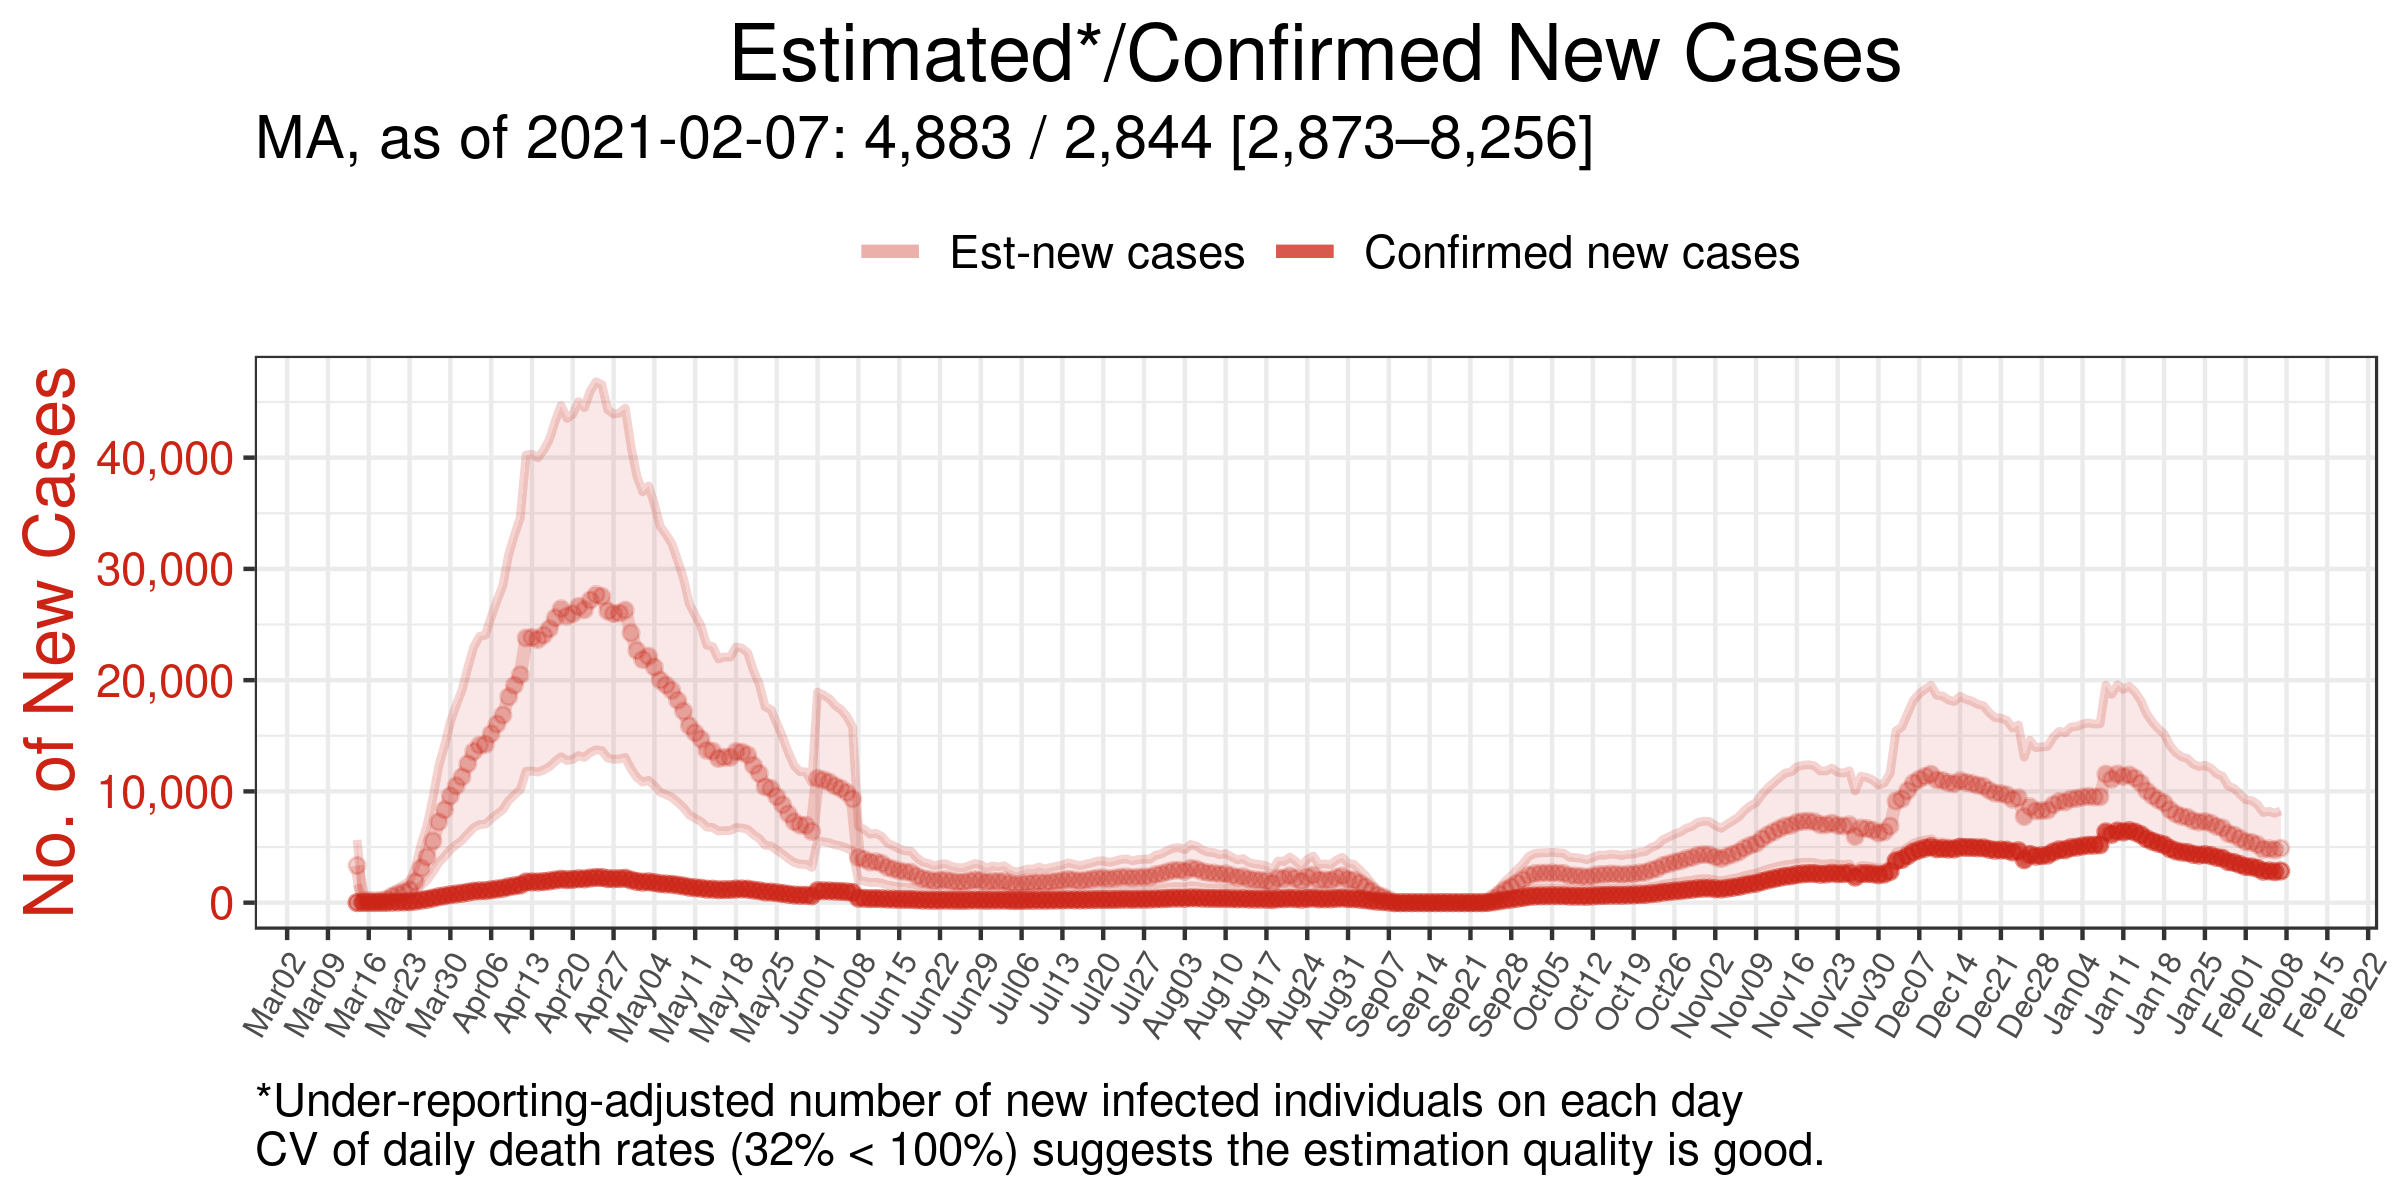 Estimated*/Confirmed New Cases
MA, as of 2021-02-07: 4,883 / 2,844 [2,873–8,256]
Est-new cases
Confirmed new cases
No. of New Cases
40,000
30,000
20,000
10,000
0
Mar02
Mar09
Mar16
Mar23
Mar30
Apr06
Apr13
Apr20
Apr27
May04
May11
May18
May25
Jun01
Jun08
Jun15
Jun22
Jun29
Jul06
Jul13
Jul20
Jul27
Aug03
Aug10
Aug17
Aug24
Aug31
Sep07
Sep14
Sep21
Sep28
Oct05
Oct12
Oct19
Oct26
Nov02
Nov09
Nov16
Nov23
Nov30
Dec07
Dec14
Dec21
Dec28
Jan04
Jan11
Jan18
Jan25
Feb01
Feb08
Feb15
Feb22
*Under-reporting-adjusted number of new infected individuals on each day
CV of daily death rates (32% < 100%) suggests the estimation quality is good.